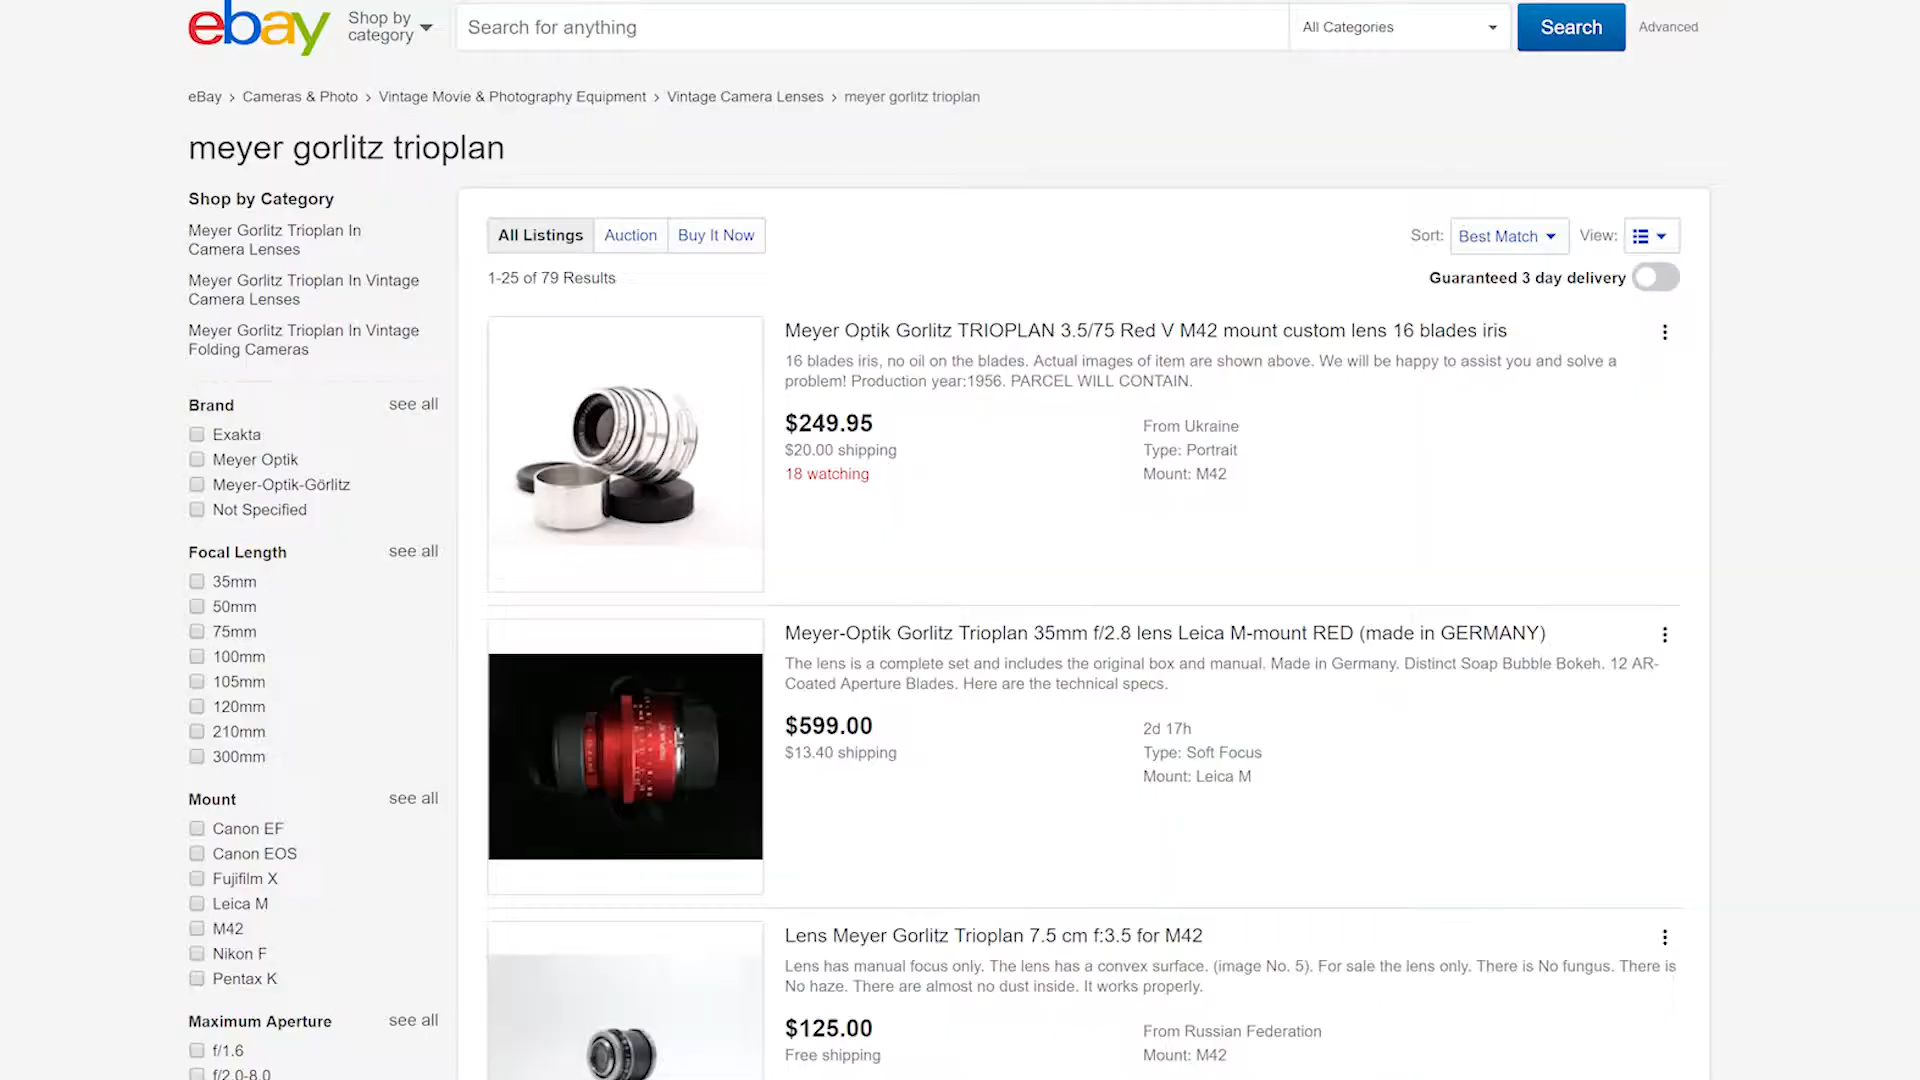 ebay
Shop by
category
Search for anything
All Categories
Search
Advanced
eBay > Cameras & Photo > Vintage Movie & Photography Equipment > Vintage Camera Lenses > meyer gorlitz trioplan
meyer gorlitz trioplan
Shop by Category
Meyer Gorlitz Trioplan In
Camera Lenses
Meyer Gorlitz Trioplan In Vintage
Camera Lenses
Meyer Gorlitz Trioplan In Vintage
Folding Cameras
Brand see all
Exakta
Meyer Optik
Meyer-Optik-Görlitz
Not Specified
Focal Length see all
35mm
50mm
75mm
100mm
105mm
120mm
210mm
300mm
Mount see all
Canon EF
Canon EOS
Fujifilm X
Leica M
M42
Nikon F
Pentax K
Maximum Aperture see all
f/1.6
f/2.0-8.0
All Listings Auction Buy It Now
Sort: Best Match View:
1-25 of 79 Results
Guaranteed 3 day delivery
Meyer Optik Gorlitz TRIOPLAN 3.5/75 Red V M42 mount custom lens 16 blades iris
16 blades iris, no oil on the blades. Actual images of item are shown above. We will be happy to assist you and solve a
problem! Production year:1956. PARCEL WILL CONTAIN.
$249.95
$20.00 shipping
18 watching
From Ukraine
Type: Portrait
Mount: M42
Meyer-Optik Gorlitz Trioplan 35mm f/2.8 lens Leica M-mount RED (made in GERMANY)
The lens is a complete set and includes the original box and manual. Made in Germany. Distinct Soap Bubble Bokeh. 12 AR-
Coated Aperture Blades. Here are the technical specs.
$599.00
$13.40 shipping
2d 17h
Type: Soft Focus
Mount: Leica M
Lens Meyer Gorlitz Trioplan 7.5 cm f:3.5 for M42
Lens has manual focus only. The lens has a convex surface. (image No. 5). For sale the lens only. There is No fungus. There is
No haze. There are almost no dust inside. It works properly.
$125.00
Free shipping
From Russian Federation
Mount: M42